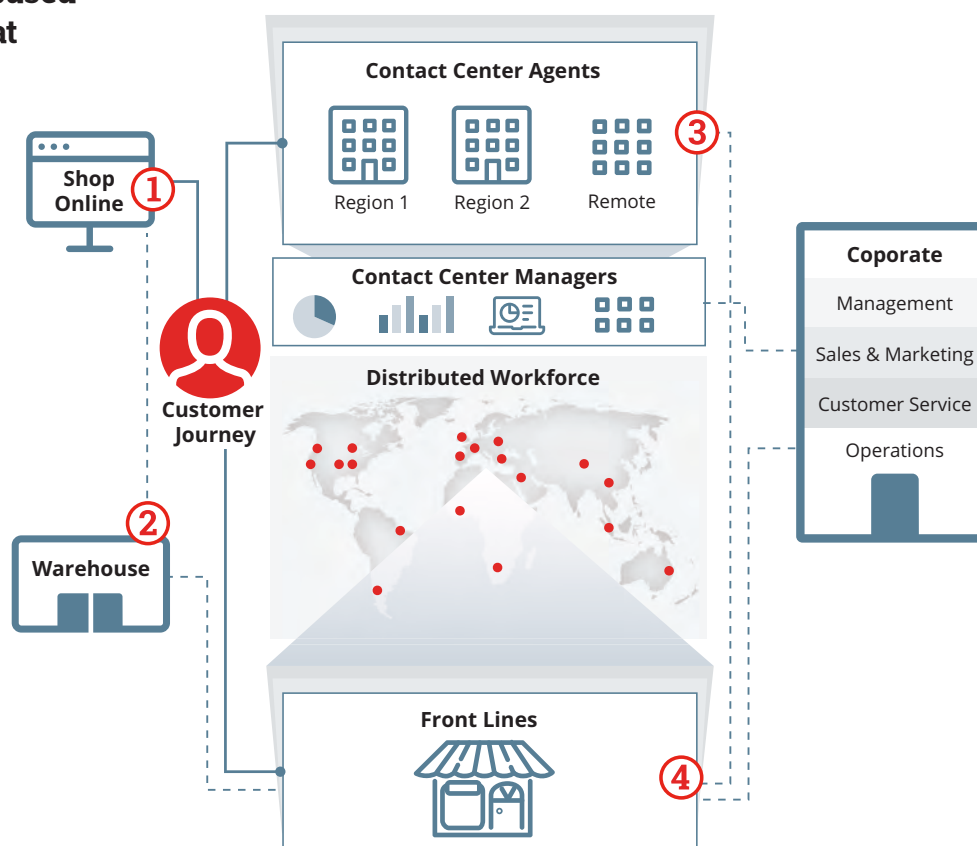 at
Contact Center Agents
3
Region 1
Region 2
Remote
Shop
Online
1
Contact Center Managers
Coporate
Management
Sales & Marketing
Customer Service
Operations
Distributed Workforce
Customer
Journey
2
Warehouse
Front Lines
4